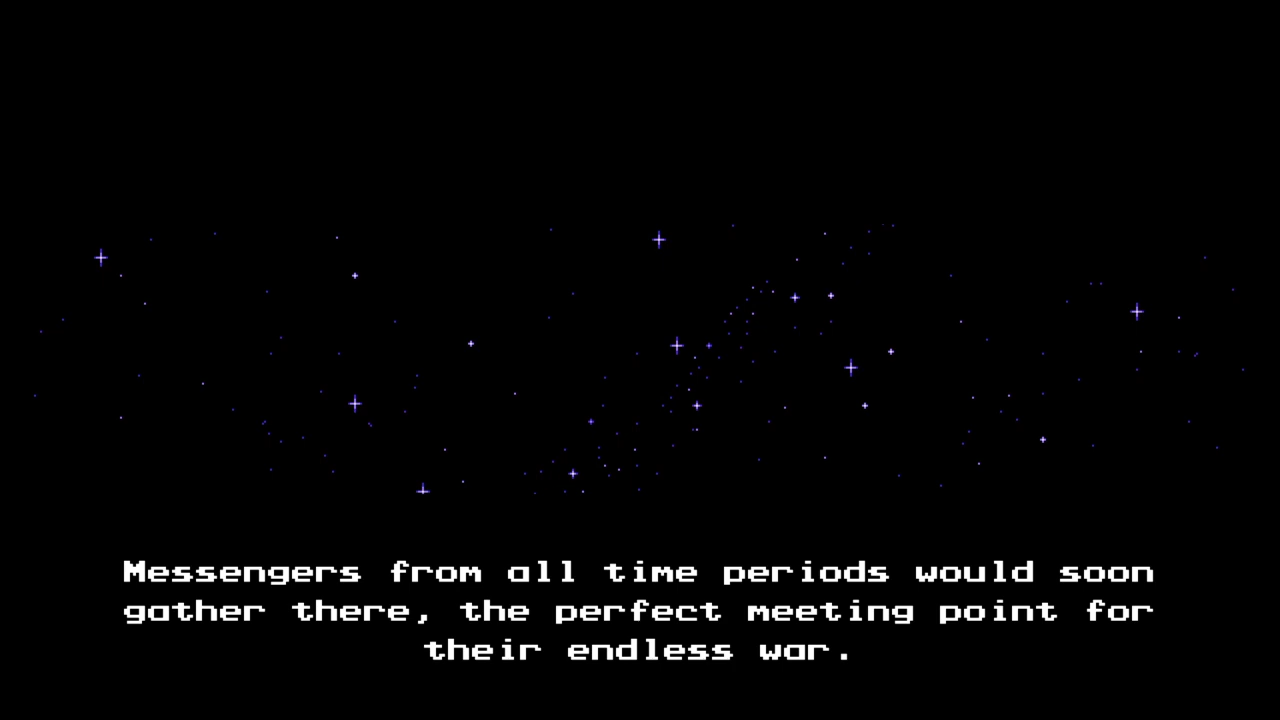 Messengers from all time periods would soon
gather there, the perfect meeting point for
their endless war.